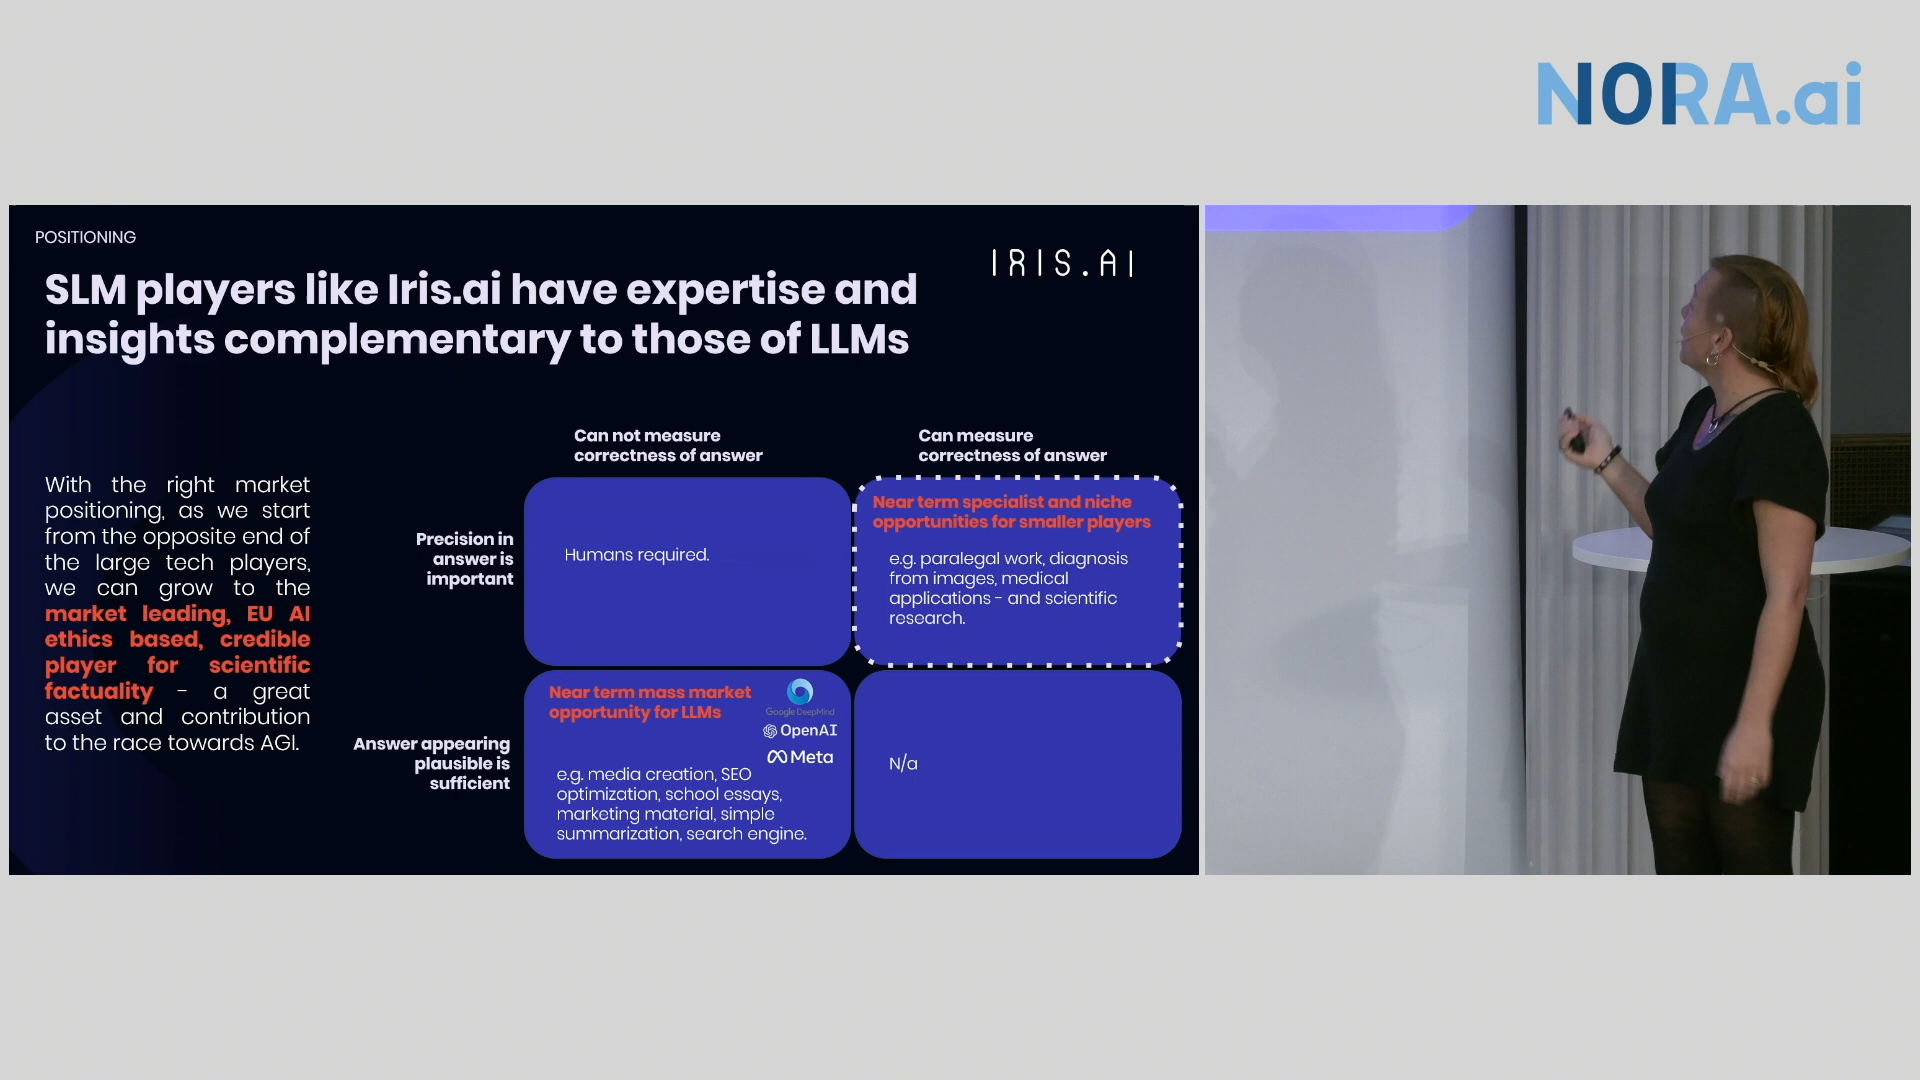 NORA.ai
POSITIONING
IRIS.AI
SLM players like Iris.ai have expertise and
insights complementary to those of LLMs
With the right market
positioning, as we start
from the opposite end of
the large tech players,
we can grow to the
market leading, EU AI
ethics based, credible
player for scientific
factuality - a great
asset and contribution
to the race towards AGI.
Can not measure
correctness of answer
Can measure
correctness of answer
Precision in
answer is
important
Humans required.
Near term specialist and niche
opportunities for smaller players
e.g. paralegal work, diagnosis
from images, medical
applications - and scientific
research.
Answer appearing
plausible is
sufficient
Near term mass market
opportunity for LLMs
Google DeepMind
OpenAI
Meta
e.g. media creation, SEO
optimization, school essays,
marketing material, simple
summarization, search engine.
N/a